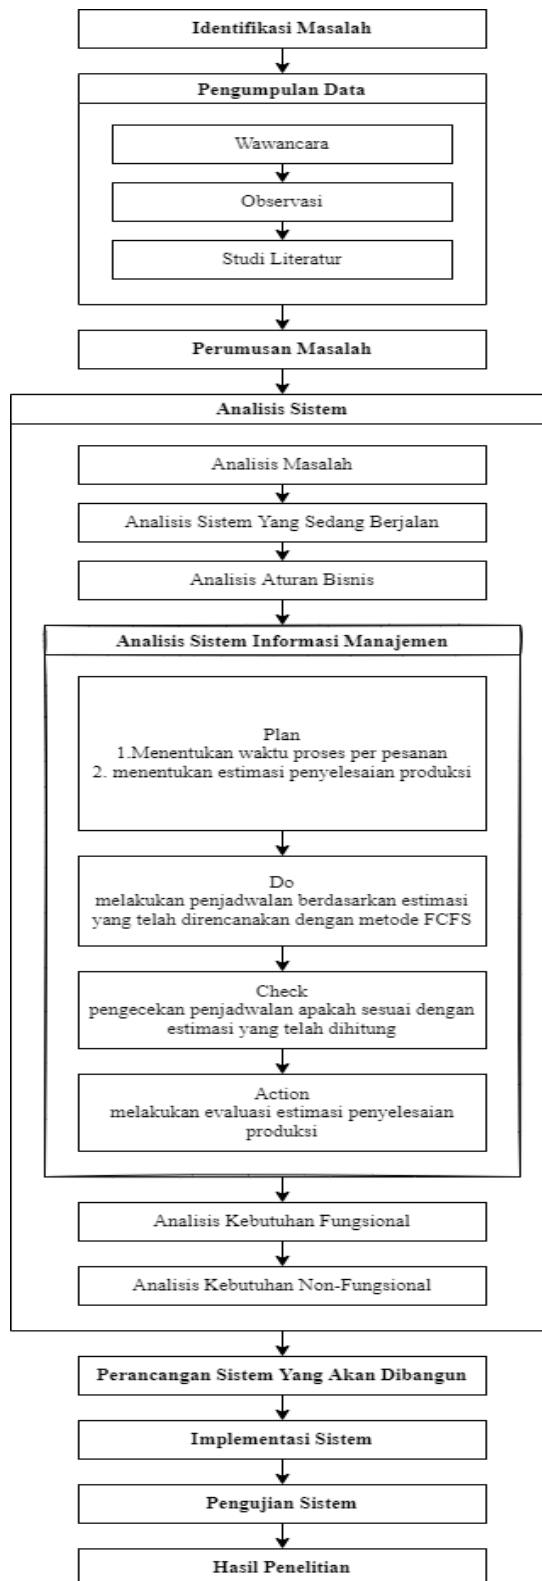 Identifikasi Masalah
Pengumpulan Data
Wawancara
Observasi
Studi Literatur
Perumusan Masalah
Analisis Sistem
Analisis Masalah
Analisis Sistem Yang Sedang Berjalan
Analisis Aturan Bisnis
Analisis Sistem Informasi Manajemen
Plan
1.Menentukan waktu proses per pesanan
2. menentukan estimasi penyelesaian produksi
Do
melakukan penjadwalan berdasarkan estimasi
yang telah direncanakan dengan metode FCFS
Check
pengecekan penjadwalan apakah sesuai dengan
estimasi yang telah dihitung
Action
melakukan evaluasi estimasi penyelesaian
produksi
Analisis Kebutuhan Fungsional
Analisis Kebutuhan Non-Fungsional
Perancangan Sistem Yang Akan Dibangun
Implementasi Sistem
Pengujian Sistem
Hasil Penelitian